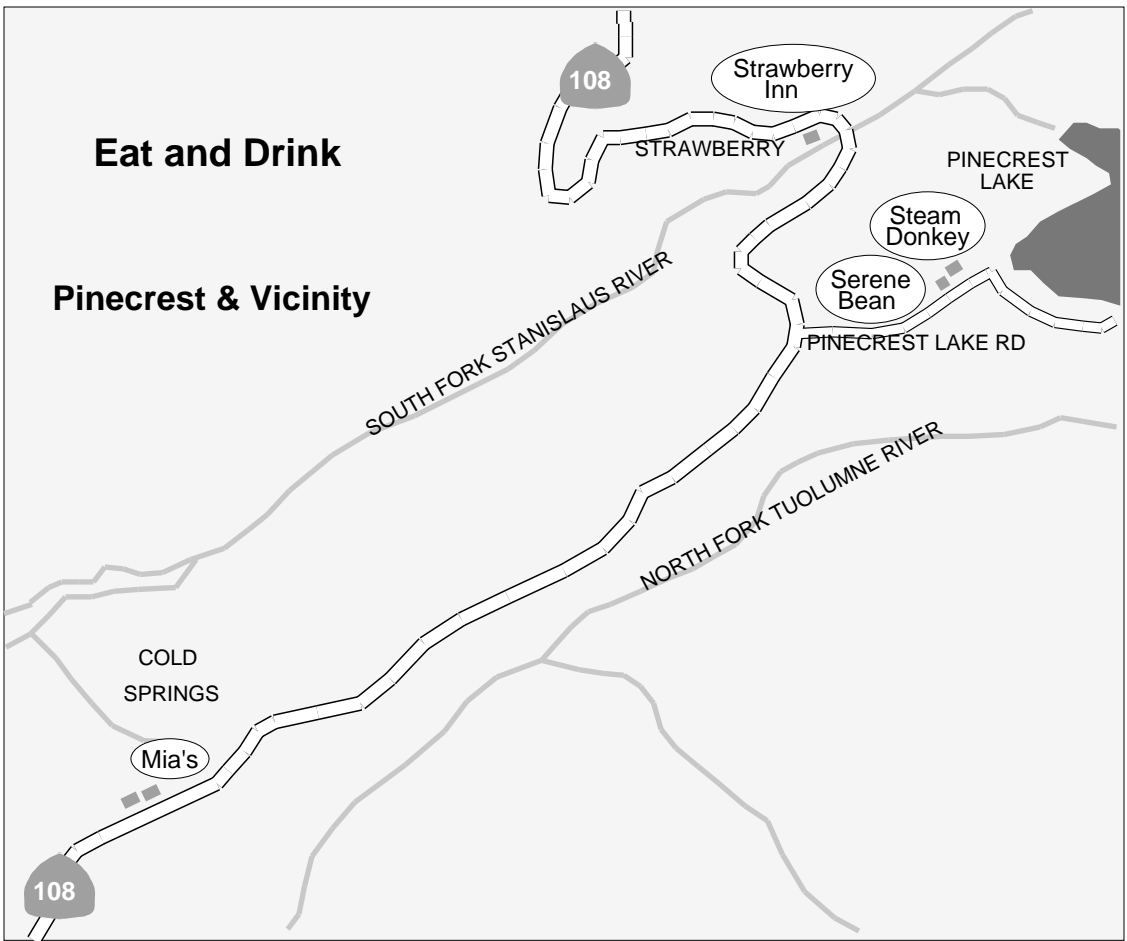 108
Strawberry
Inn
Eat and Drink
STRAWBERRY
PINECREST
LAKE
Steam
Donkey
Serene
Bean
Pinecrest & Vicinity
SOUTH FORK STANISLAUS RIVER
PINECREST LAKE RD
NORTH FORK TUOLUMNE RIVER
COLD
SPRINGS
Mia's
108